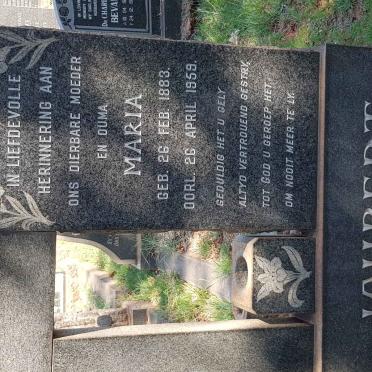 IN LIEFDEVOLLE
HERINNERING AAN
ONS DIERBARE MOEDER
EN OUMA
MARIA
GEB. 26 FEB. 1883.
OORL. 26 APRIL 1959.
GEDULDIG HET U GELY
ALTYD VERTROUEND GESTRY,
TOT GOD U GEROEP HET
OM NOOIT MEER TE LY.